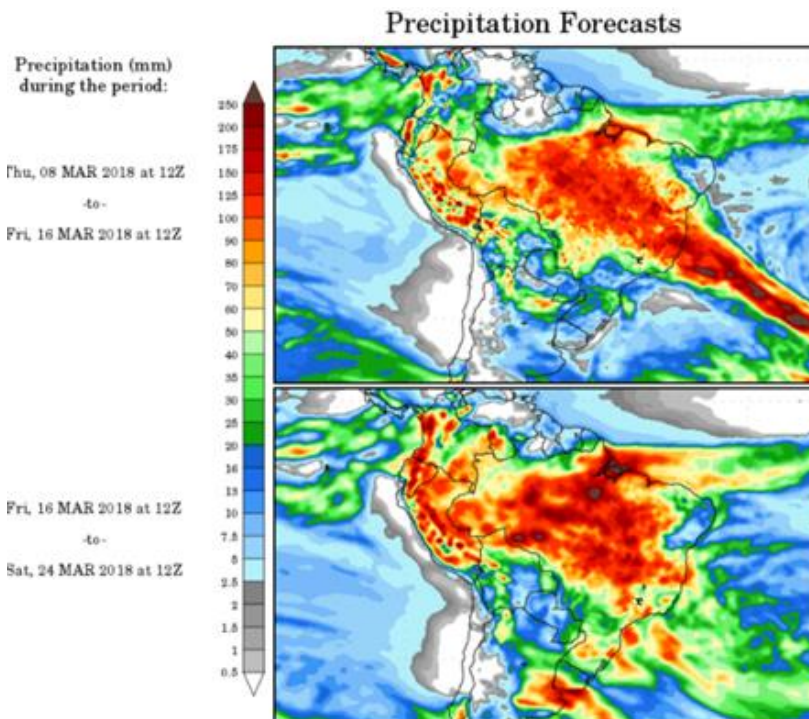 Precipitation Forecasts
Precipitation (mm)
during the period:
Thu, 08 MAR 2018 at 12Z
-to-
Fri, 16 MAR 2018 at 12Z
Fri, 16 MAR 2018 at 12Z
-to-
Sat, 24 MAR 2018 at 12Z
250
200
175
150
125
100
90
80
70
60
50
40
35
30
25
20
16
13
10
7.5
5
2.5
2
1.5
1
0.5